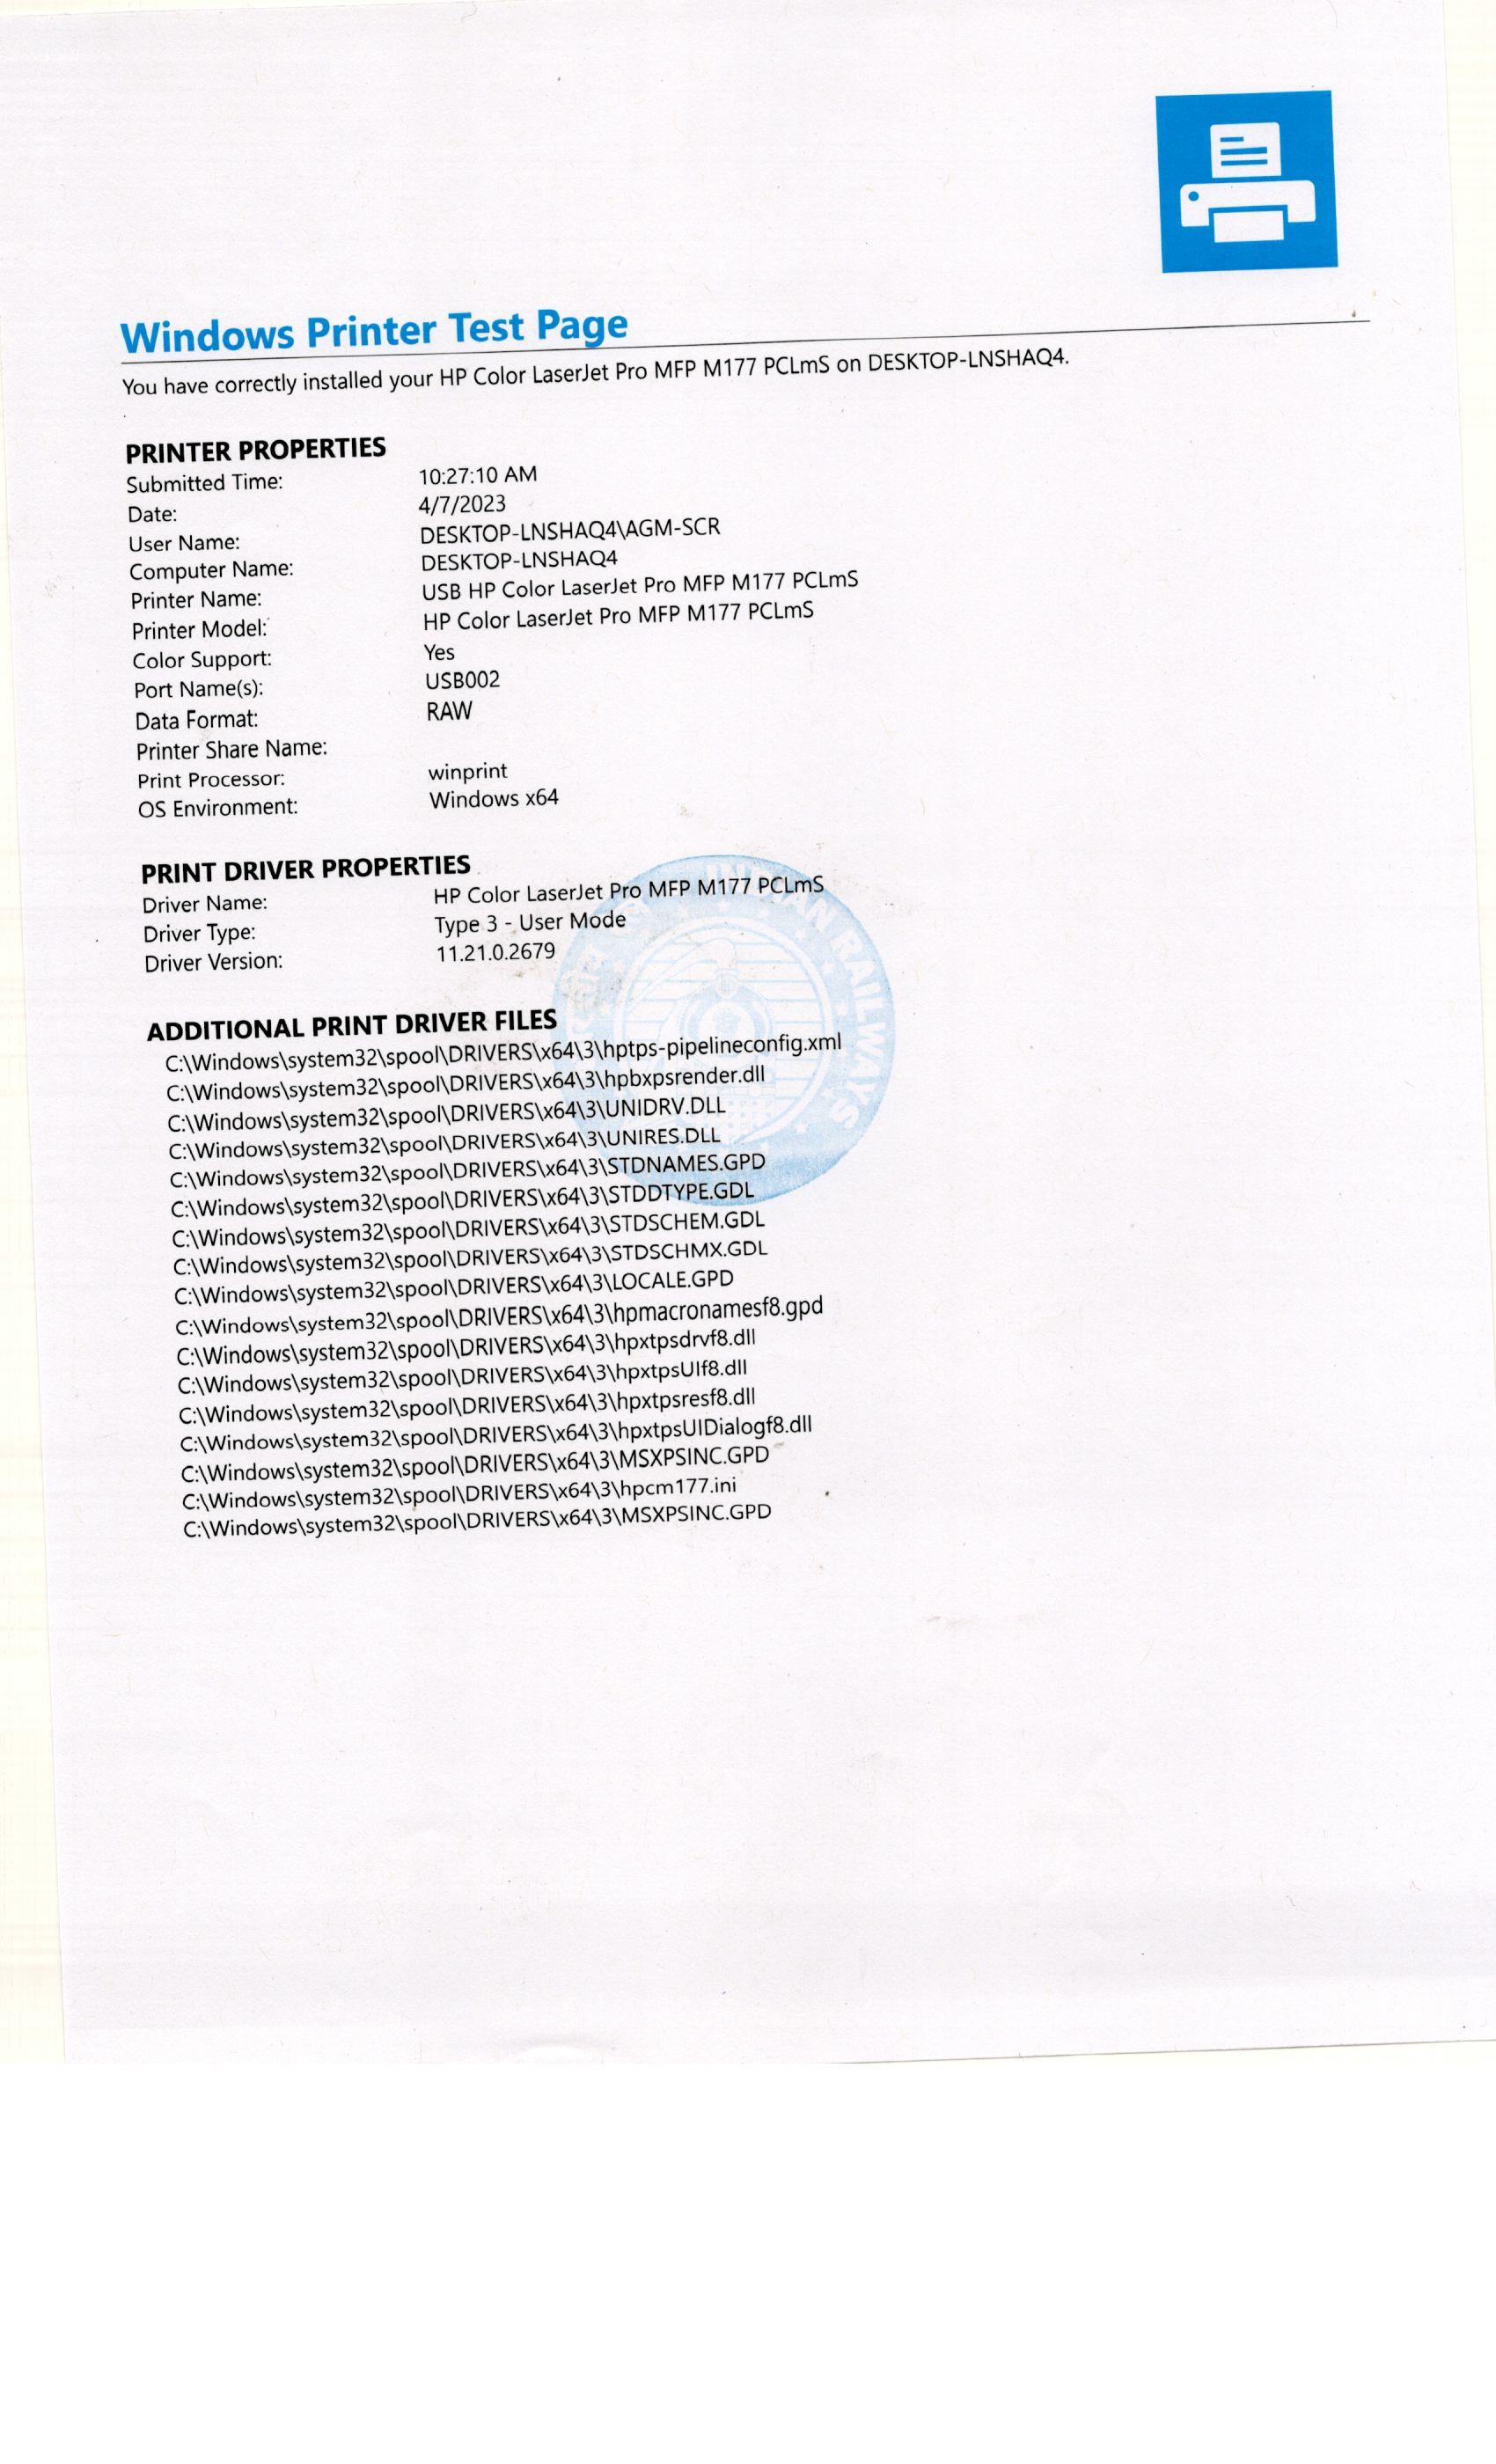 Windows Printer Test Page
You have correctly installed your HP Color LaserJet Pro MFP M177 PCLmS on DESKTOP-LNSHAQ4.
PRINTER PROPERTIES
Submitted Time: 10:27:10 AM
Date: 4/7/2023
User Name: DESKTOP-LNSHAQ4\AGM-SCR
Computer Name: DESKTOP-LNSHAQ4
Printer Name: USB HP Color LaserJet Pro MFP M177 PCLmS
Printer Model: HP Color LaserJet Pro MFP M177 PCLmS
Color Support: Yes
Port Name(s): USB002
Data Format: RAW
Printer Share Name:
Print Processor: winprint
OS Environment: Windows x64
PRINT DRIVER PROPERTIES
Driver Name: HP Color LaserJet Pro MFP M177 PCLmS
Driver Type: Type 3 - User Mode
Driver Version: 11.21.0.2679
INDIAN RAILWAYS
ADDITIONAL PRINT DRIVER FILES
C:\Windows\system32\spool\DRIVERS\x64\3\hptps-pipelineconfig.xml
C:\Windows\system32\spool\DRIVERS\x64\3\hpbxpsrender.dll
C:\Windows\system32\spool\DRIVERS\x64\3\UNIDRV.DLL
C:\Windows\system32\spool\DRIVERS\x64\3\UNIRES.DLL
C:\Windows\system32\spool\DRIVERS\x64\3\STDNAMES.GPD
C:\Windows\system32\spool\DRIVERS\x64\3\STDDTYPE.GDL
C:\Windows\system32\spool\DRIVERS\x64\3\STDSCHEM.GDL
C:\Windows\system32\spool\DRIVERS\x64\3\STDSCHMX.GDL
C:\Windows\system32\spool\DRIVERS\x64\3\LOCALE.GPD
C:\Windows\system32\spool\DRIVERS\x64\3\hpmacronamesf8.gpd
C:\Windows\system32\spool\DRIVERS\x64\3\hpxtpsdrvf8.dll
C:\Windows\system32\spool\DRIVERS\x64\3\hpxtpsUIf8.dll
C:\Windows\system32\spool\DRIVERS\x64\3\hpxtpsresf8.dll
C:\Windows\system32\spool\DRIVERS\x64\3\hpxtpsUIDialogf8.dll
C:\Windows\system32\spool\DRIVERS\x64\3\MSXPSINC.GPD
C:\Windows\system32\spool\DRIVERS\x64\3\hpcm177.ini
C:\Windows\system32\spool\DRIVERS\x64\3\MSXPSINC.GPD